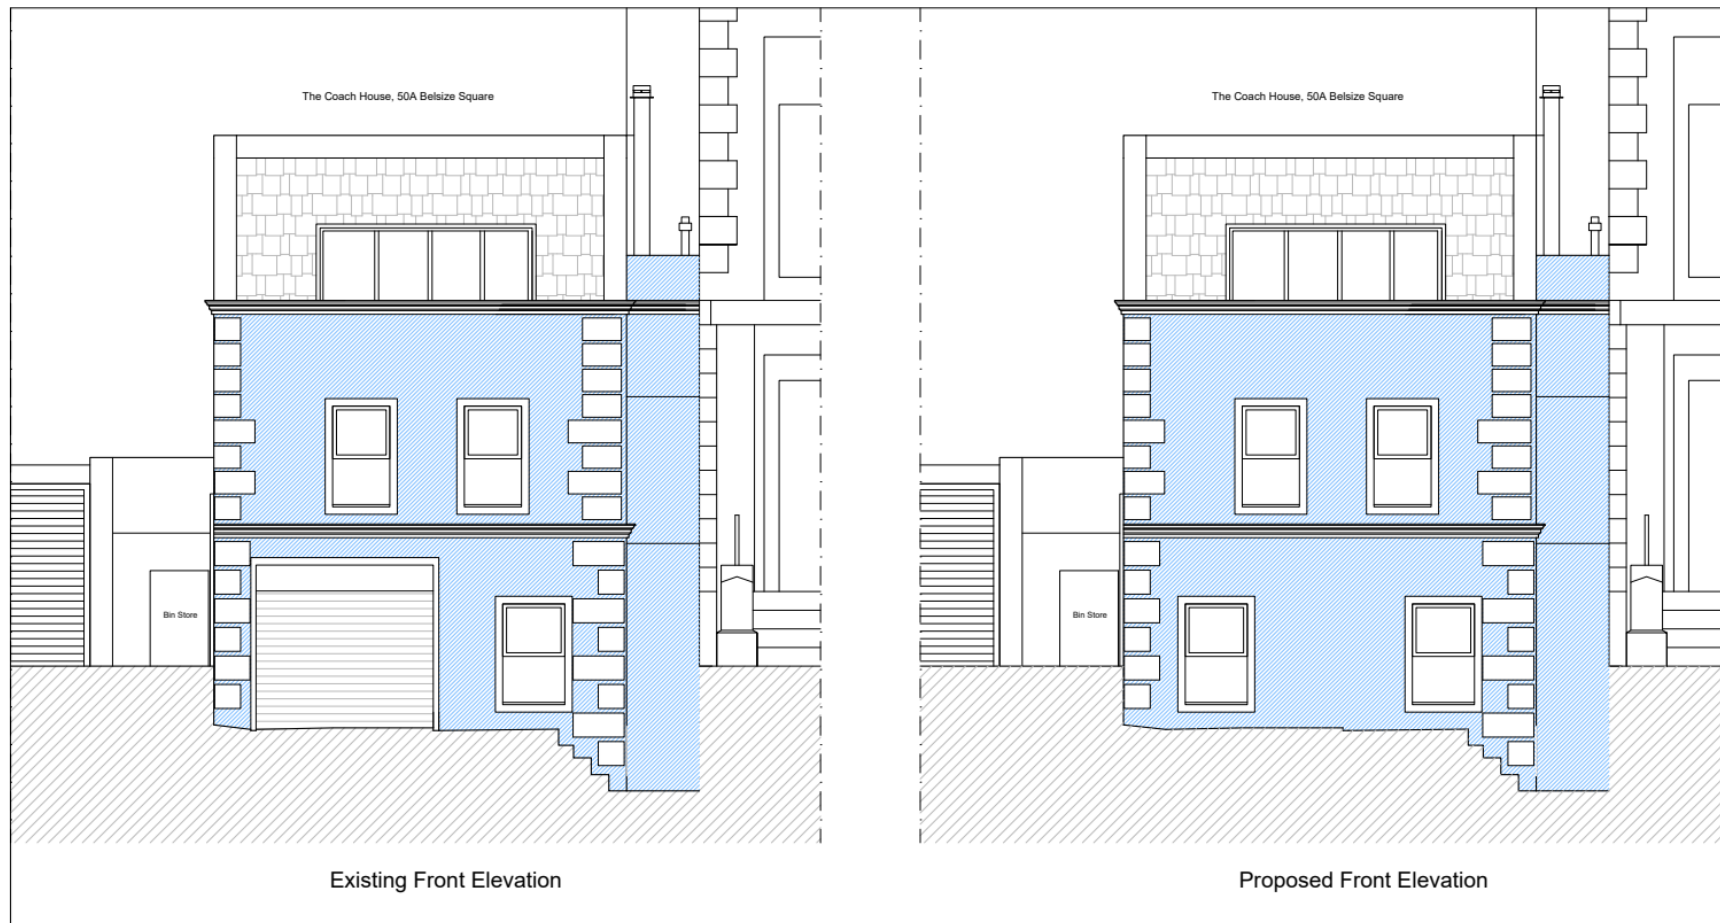 The Coach House, 50A Belsize Square
The Coach House, 50A Belsize Square
Bin Store
Bin Store
Existing Front Elevation
Proposed Front Elevation